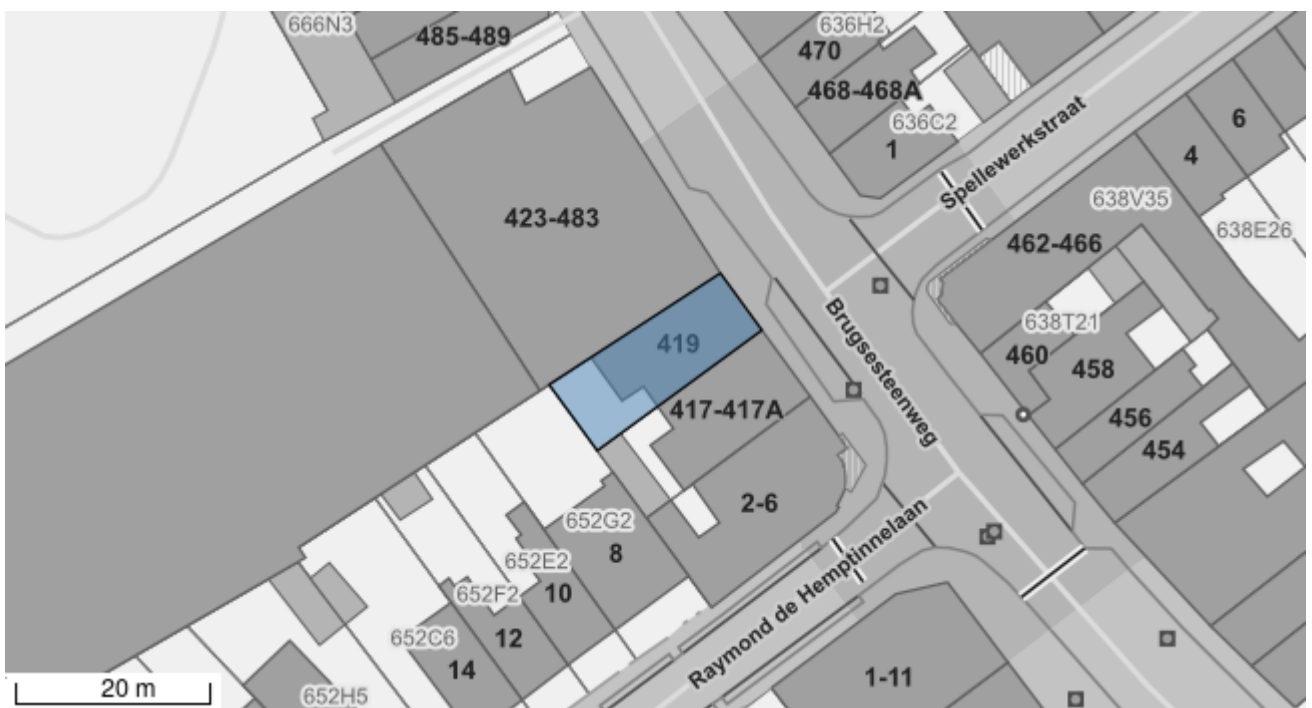 666N3
485-489
636H2
470
468-468A
636C2
1
6
4
Spellewerkstraat
638V35
638E26
423-483
462-466
638T21
419
Brugsesteenweg
460
458
417-417A
456
454
2-6
652G2
8
652E2
10
652F2
12
Raymond de Hemptinnelaan
652C6
14
1-11
20 m
652H5